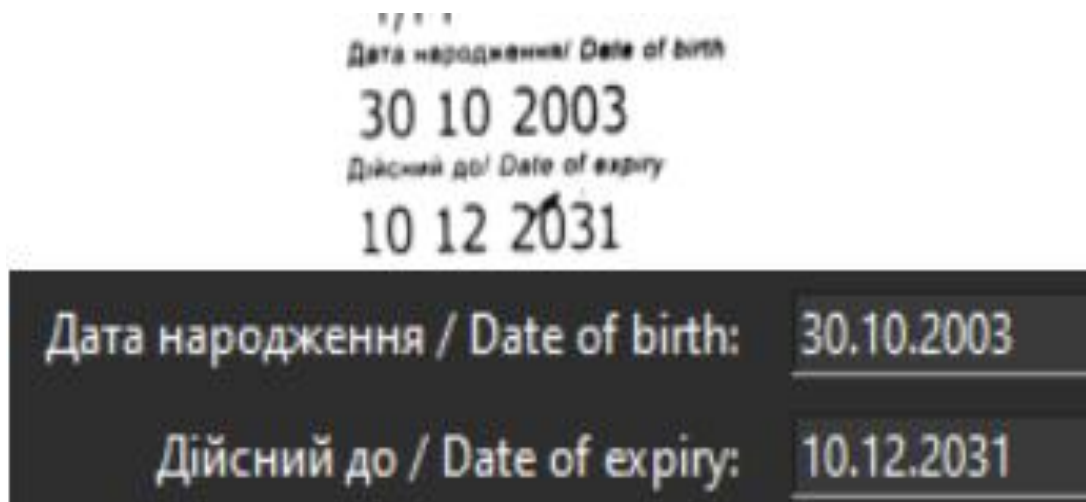 Дата народження/ Date of birth
30 10 2003
Дійсний до/ Date of expiry
10 12 2031
Дата народження / Date of birth: 30.10.2003
Дійсний до / Date of expiry: 10.12.2031